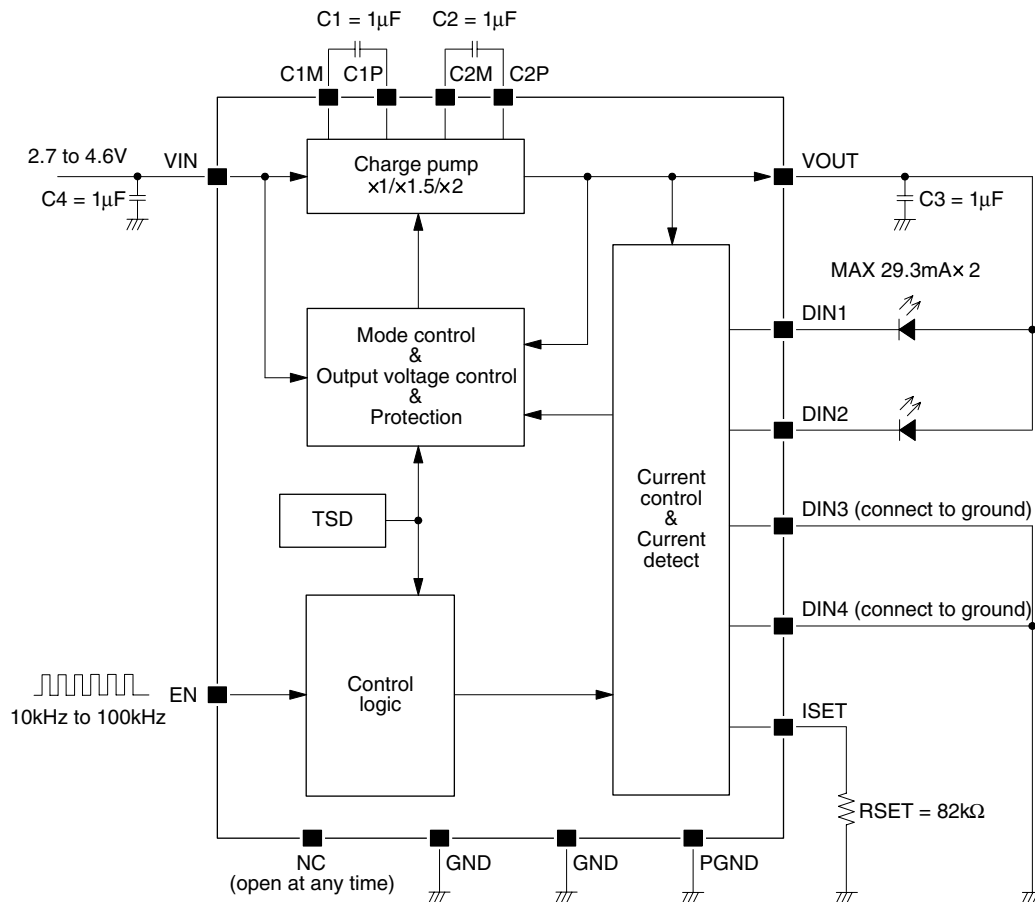 C1 = 1μF
C2 = 1μF
C1M
C1P
C2M
C2P
2.7 to 4.6V
VIN
C4 = 1μF
Charge pump
×1/×1.5/×2
VOUT
C3 = 1μF
MAX 29.3mA× 2
DIN1
Mode control
&
Output voltage control
&
Protection
DIN2
TSD
Current
control
&
Current
detect
DIN3 (connect to ground)
DIN4 (connect to ground)
EN
10kHz to 100kHz
Control
logic
ISET
RSET = 82kΩ
NC
(open at any time)
GND
GND
PGND